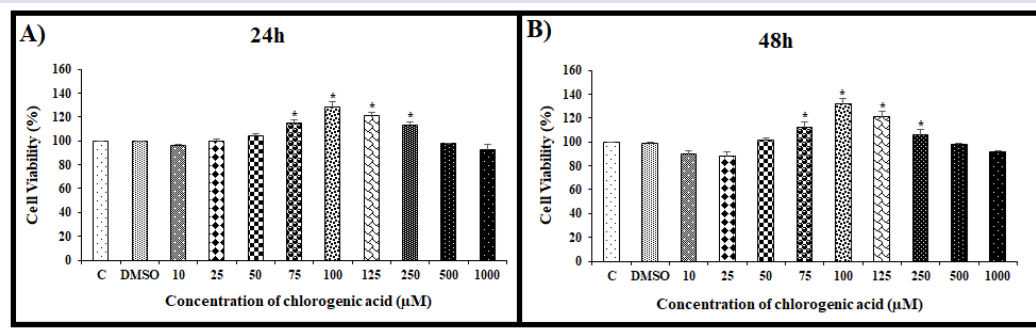 A)
24h
160
140
120
100
80
60
40
20
0
Cell Viability (%)
* * * *
C DMSO 10 25 50 75 100 125 250 500 1000
Concentration of chlorogenic acid (µM)
B)
48h
160
140
120
100
80
60
40
20
0
Cell Viability (%)
* * * *
C DMSO 10 25 50 75 100 125 250 500 1000
Concentration of chlorogenic acid (µM)